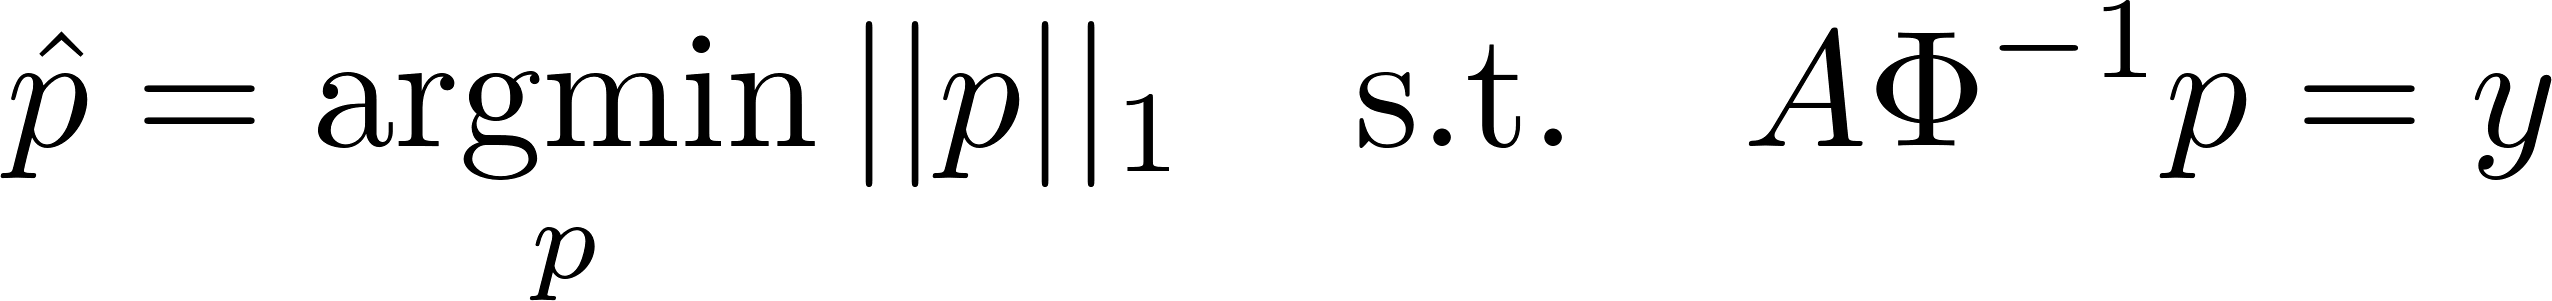 p̂ = argmin ||p||₁ s.t. AΦ⁻¹p = y
p